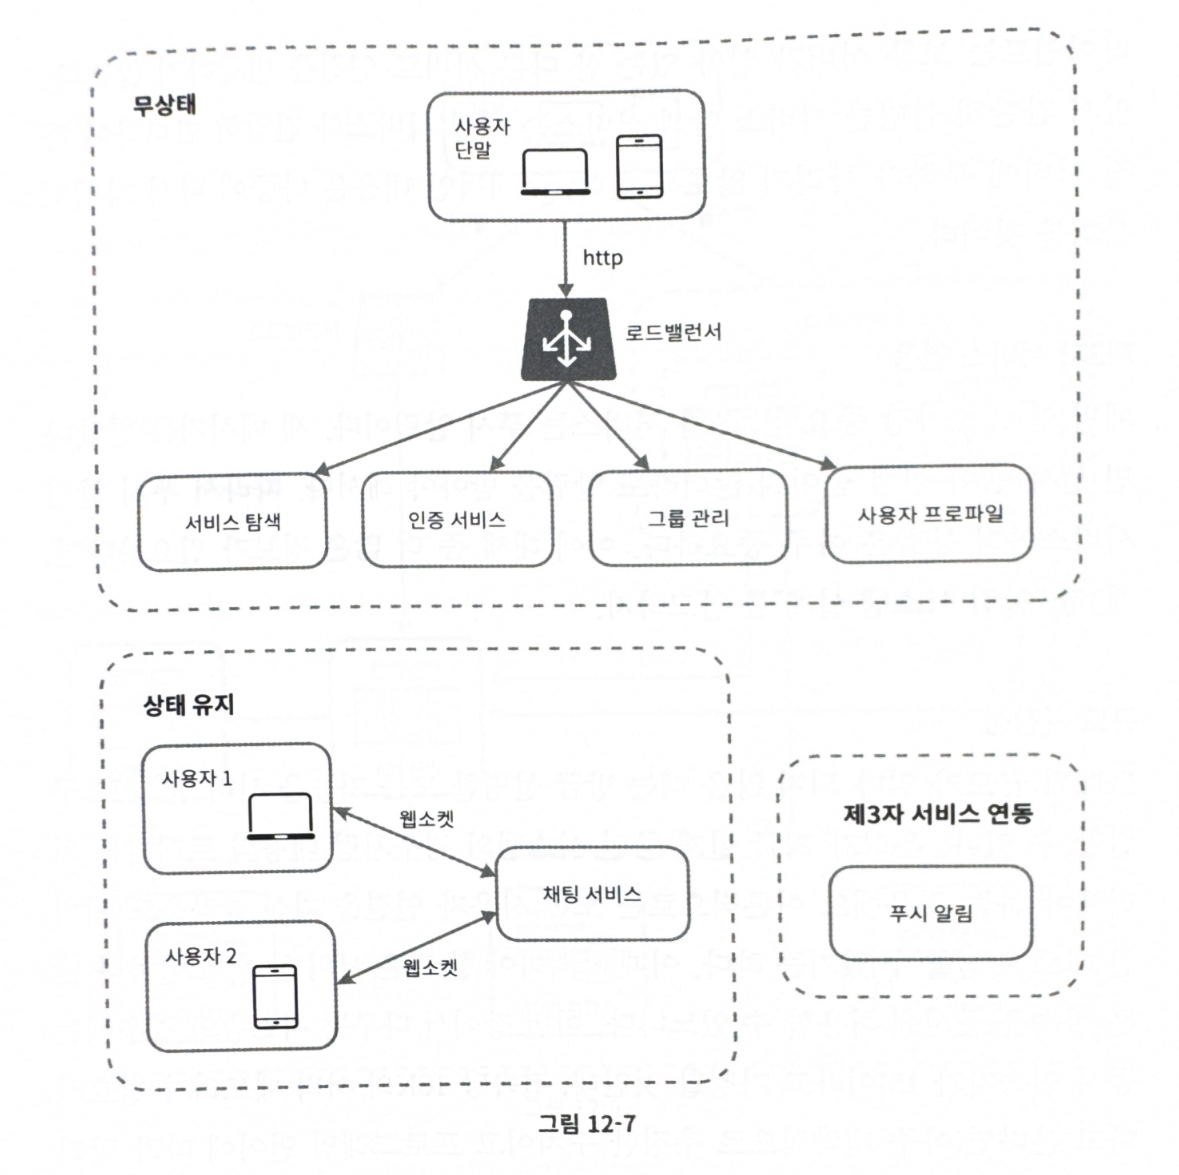 무상태
사용자
단말
http
로드밸런서
서비스 탐색
인증 서비스
그룹 관리
사용자 프로파일
상태 유지
사용자 1
웹소켓
채팅 서비스
사용자 2
웹소켓
제3자 서비스 연동
푸시 알림
그림 12-7